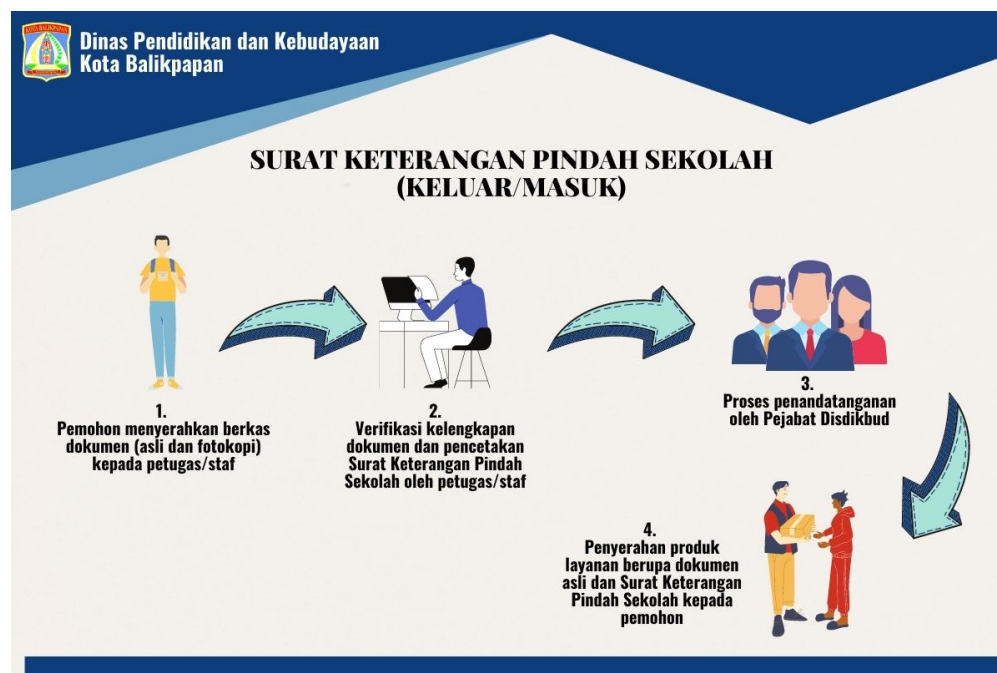 KOTA BALIKPAPAN
Dinas Pendidikan dan Kebudayaan
Kota Balikpapan
SURAT KETERANGAN PINDAH SEKOLAH
(KELUAR/MASUK)
1.
Pemohon menyerahkan berkas
dokumen (asli dan fotokopi)
kepada petugas/staf
2.
Verifikasi kelengkapan
dokumen dan pencetakan
Surat Keterangan Pindah
Sekolah oleh petugas/staf
3.
Proses penandatanganan
oleh Pejabat Disdikbud
4.
Penyerahan produk
layanan berupa dokumen
asli dan Surat Keterangan
Pindah Sekolah kepada
pemohon